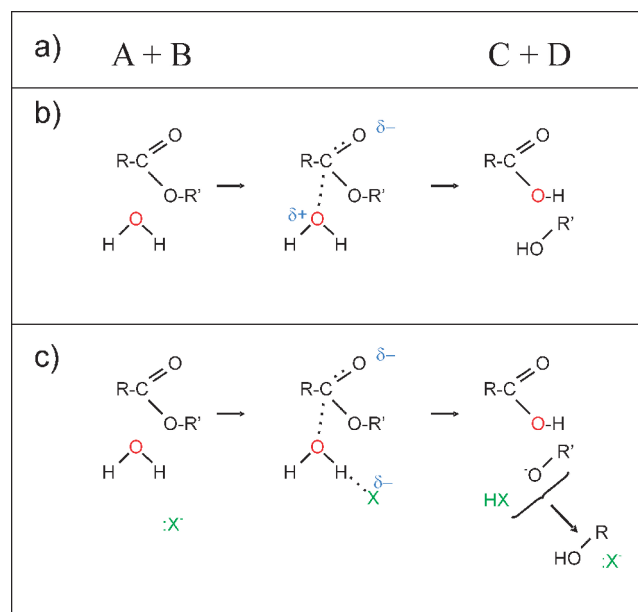 a) A + B C + D
b)
O δ− O
R-C R-C R-C
O-R' O-R' O-H
O δ+ O R'
H H H H HO
c)
O O δ− O
R-C R-C R-C
O-R' O-R' O-H
O O R'
H H H H -O
δ−
X HX
:X- R
HO :X-